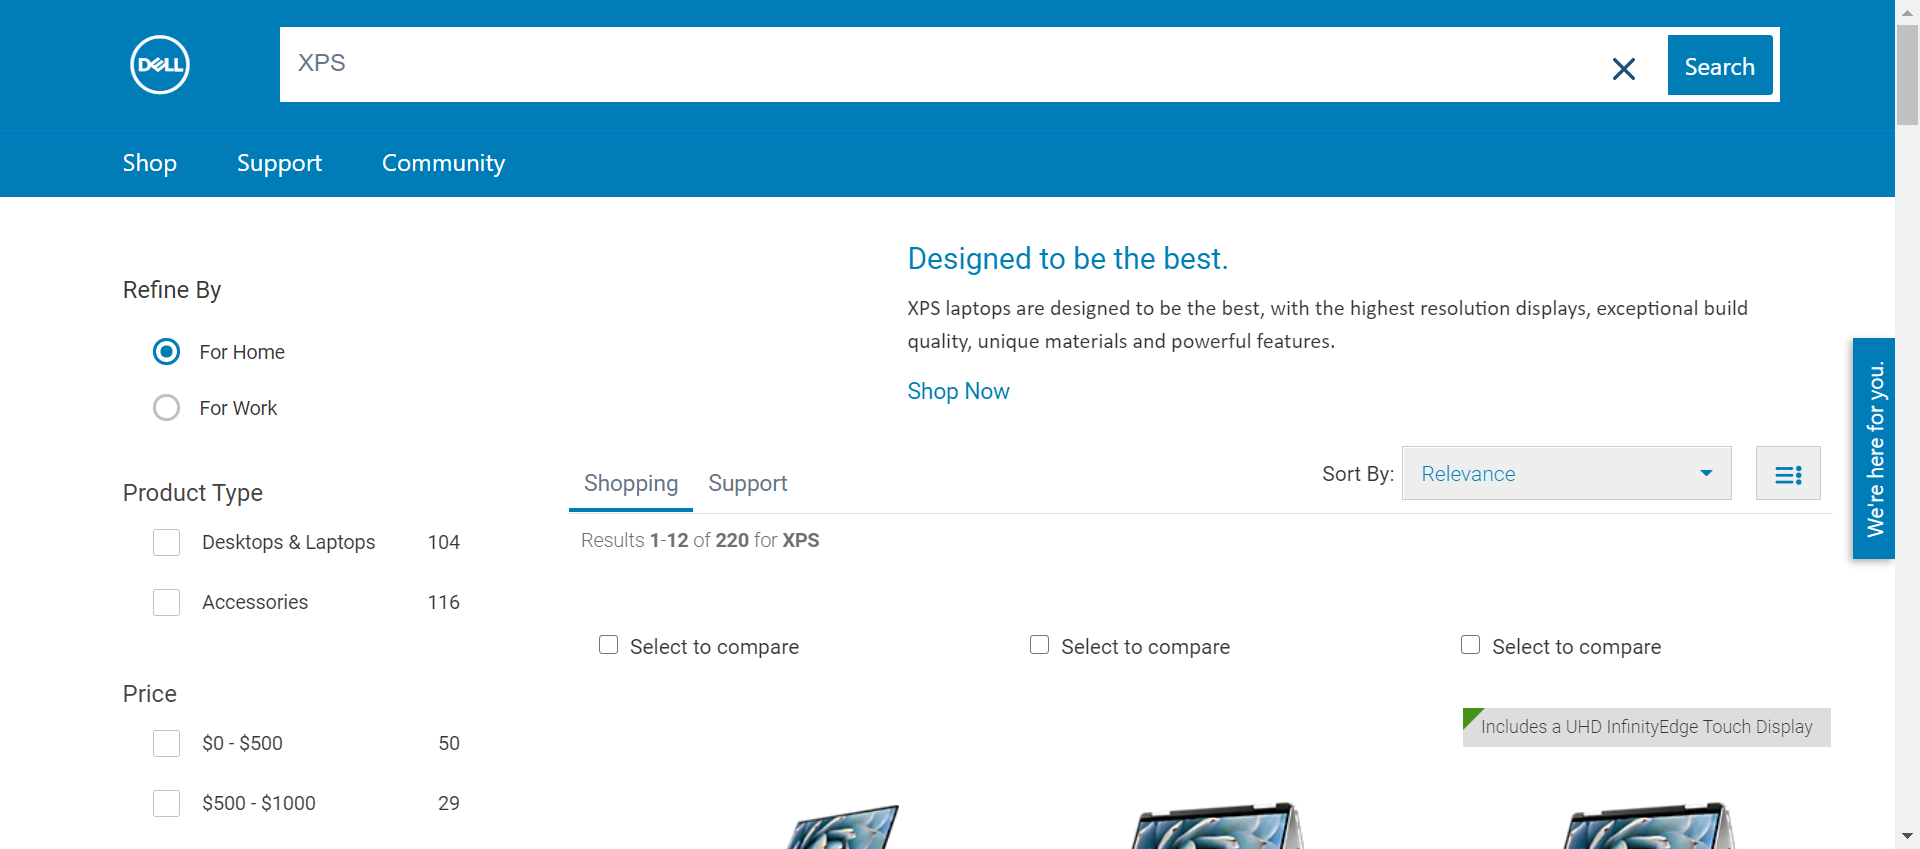 DELL
XPS
Search
Shop Support Community
Refine By
For Home
For Work
Product Type
Desktops & Laptops 104
Accessories 116
Price
$0 - $500 50
$500 - $1000 29
Designed to be the best.
XPS laptops are designed to be the best, with the highest resolution displays, exceptional build
quality, unique materials and powerful features.
Shop Now
Shopping Support
Sort By: Relevance
Results 1-12 of 220 for XPS
Select to compare
Select to compare
Select to compare
Includes a UHD InfinityEdge Touch Display
We're here for you.